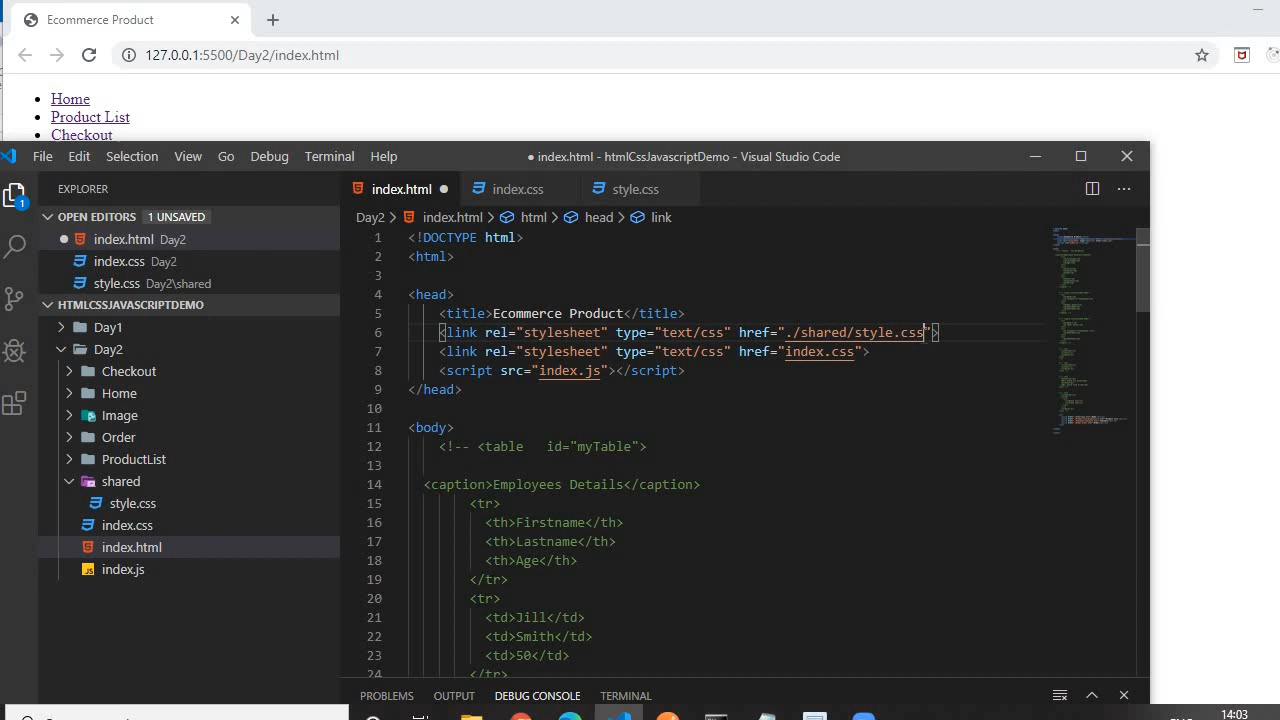 Ecommerce Product
127.0.0.1:5500/Day2/index.html
Home
Product List
Checkout
File Edit Selection View Go Debug Terminal Help
● index.html - htmlCssJavascriptDemo - Visual Studio Code
EXPLORER
1
OPEN EDITORS 1 UNSAVED
index.html Day2
index.css Day2
style.css Day2\shared
HTMLCSSJAVASCRIPTDEMO
Day1
Day2
Checkout
Home
Image
Order
ProductList
shared
style.css
index.css
index.html
JS index.js
index.html ● index.css style.css
Day2 > index.html > html > head > link
1 <!DOCTYPE html>
2 <html>
3
4 <head>
5 <title>Ecommerce Product</title>
6 <link rel="stylesheet" type="text/css" href="./shared/style.css">
7 <link rel="stylesheet" type="text/css" href="index.css">
8 <script src="index.js"></script>
9 </head>
10
11 <body>
12 <!-- <table   id="myTable">
13
14 <caption>Employees Details</caption>
15 <tr>
16 <th>Firstname</th>
17 <th>Lastname</th>
18 <th>Age</th>
19 </tr>
20 <tr>
21 <td>Jill</td>
22 <td>Smith</td>
23 <td>50</td>
24 </tr>
PROBLEMS OUTPUT DEBUG CONSOLE TERMINAL
14:03